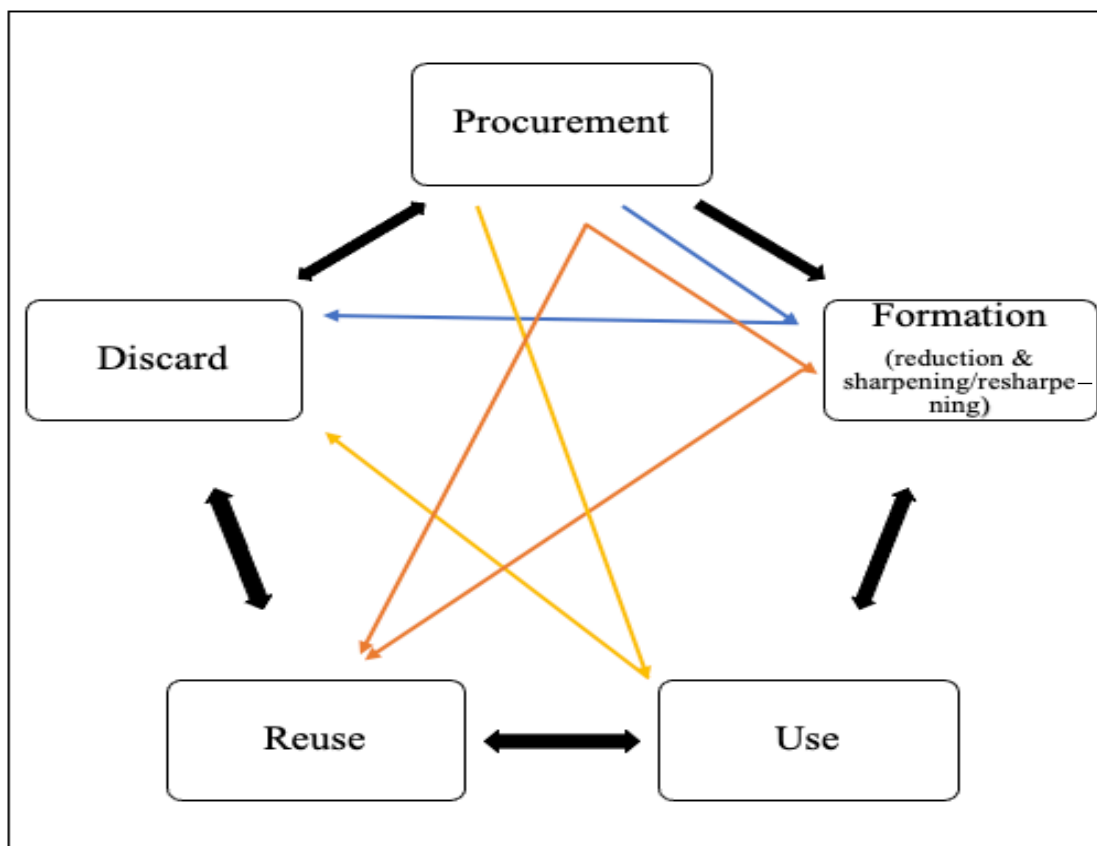 Procurement
Discard
Formation
(reduction &
sharpening/resharpe–
ning)
Reuse
Use